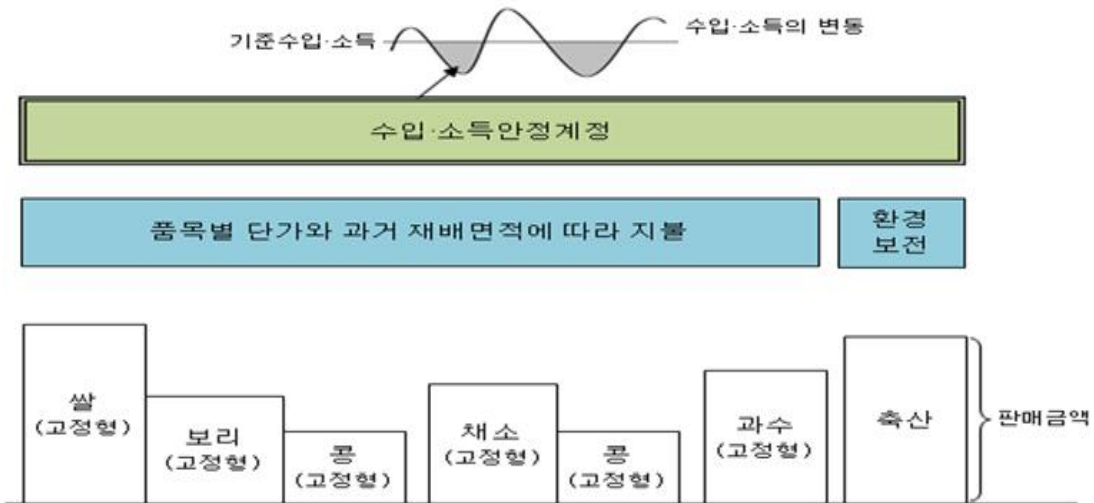 기준수입·소득
수입·소득의 변동
수입·소득안정계정
품목별 단가와 과거 재배면적에 따라 지불
환경
보전
쌀
(고정형)
보리
(고정형)
콩
(고정형)
채소
(고정형)
콩
(고정형)
과수
(고정형)
축산
판매금액